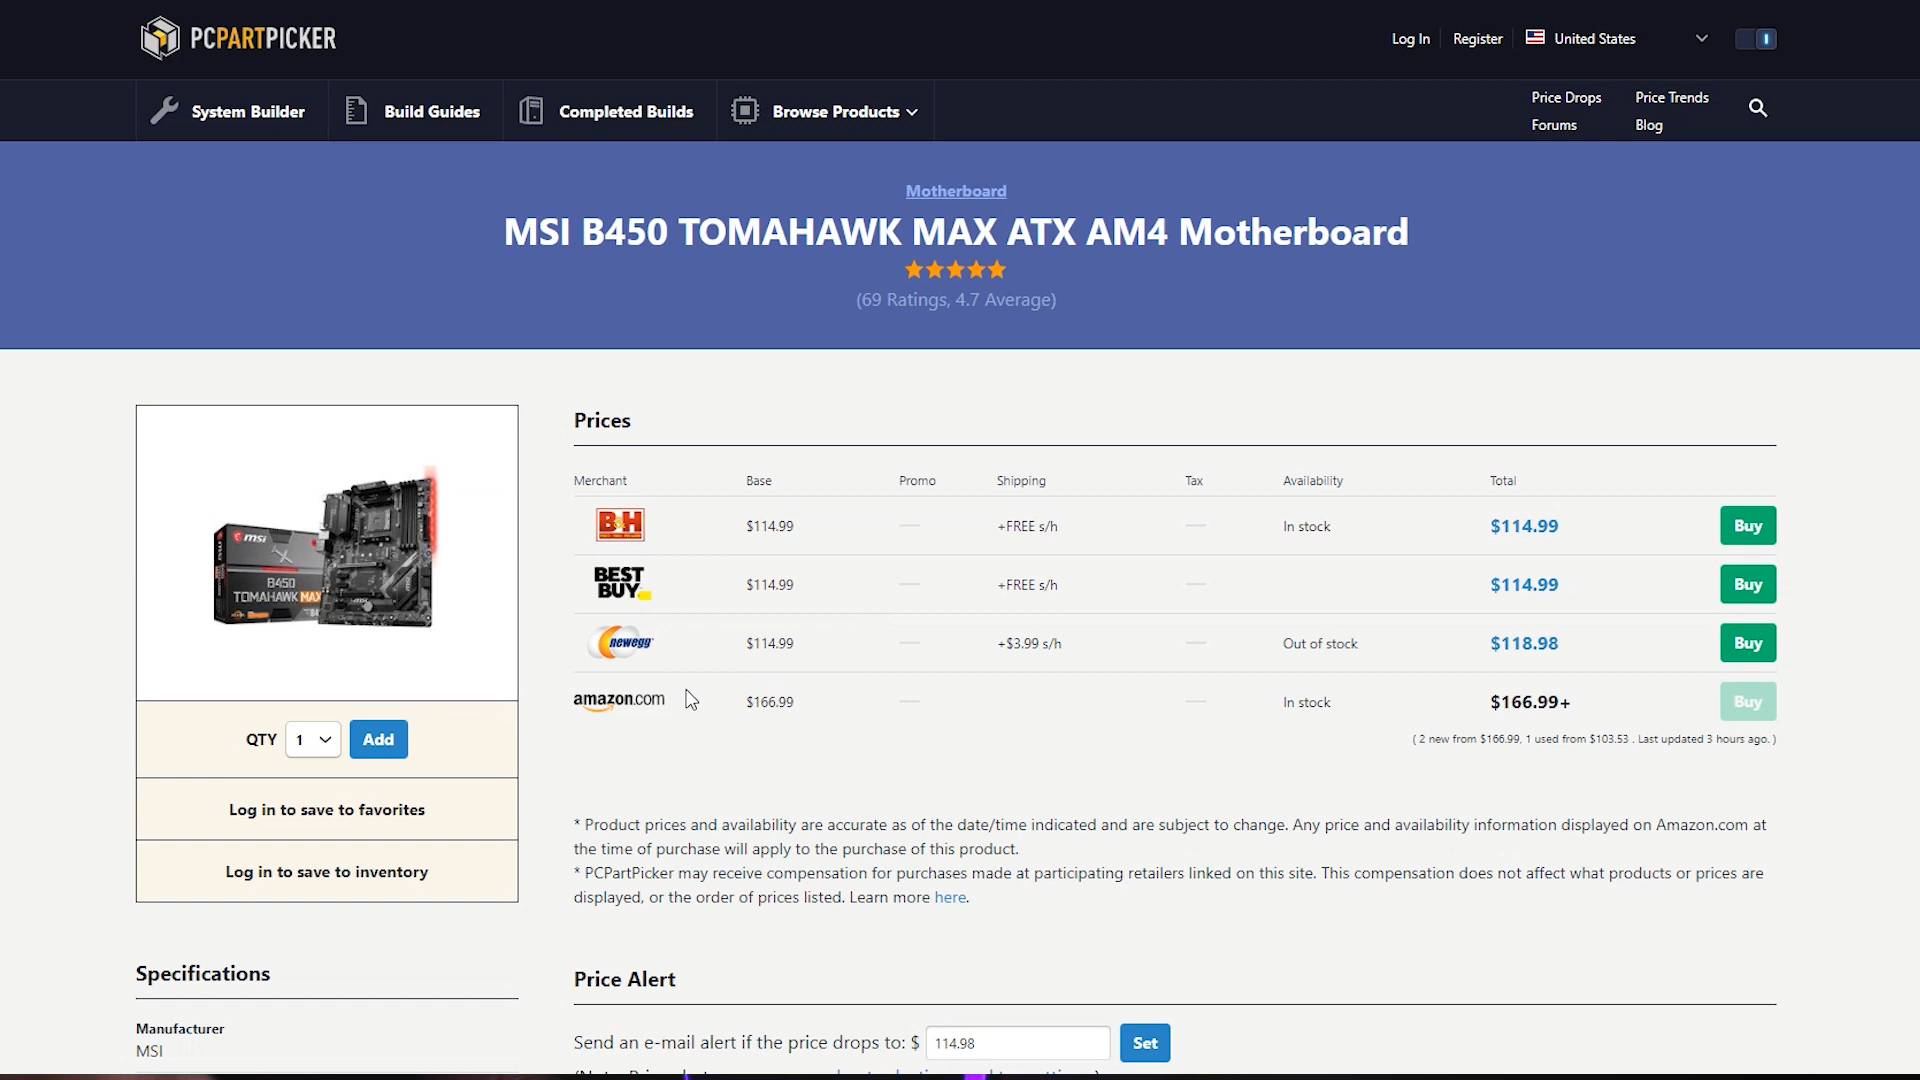 PCPARTPICKER
Log In
Register
United States
System Builder
Build Guides
Completed Builds
Browse Products
Price Drops
Price Trends
Forums
Blog
Motherboard
MSI B450 TOMAHAWK MAX ATX AM4 Motherboard
(69 Ratings, 4.7 Average)
msi
B450
TOMAHAWK MAX
QTY 1 Add
Log in to save to favorites
Log in to save to inventory
Specifications
Manufacturer
MSI
Prices
Merchant Base Promo Shipping Tax Availability Total
B&H $114.99 — +FREE s/h — In stock $114.99 Buy
BEST BUY $114.99 — +FREE s/h — $114.99 Buy
newegg $114.99 — +$3.99 s/h — Out of stock $118.98 Buy
amazon.com $166.99 — — In stock $166.99+ Buy
( 2 new from $166.99, 1 used from $103.53 . Last updated 3 hours ago. )
* Product prices and availability are accurate as of the date/time indicated and are subject to change. Any price and availability information displayed on Amazon.com at
the time of purchase will apply to the purchase of this product.
* PCPartPicker may receive compensation for purchases made at participating retailers linked on this site. This compensation does not affect what products or prices are
displayed, or the order of prices listed. Learn more here.
Price Alert
Send an e-mail alert if the price drops to: $ 114.98 Set